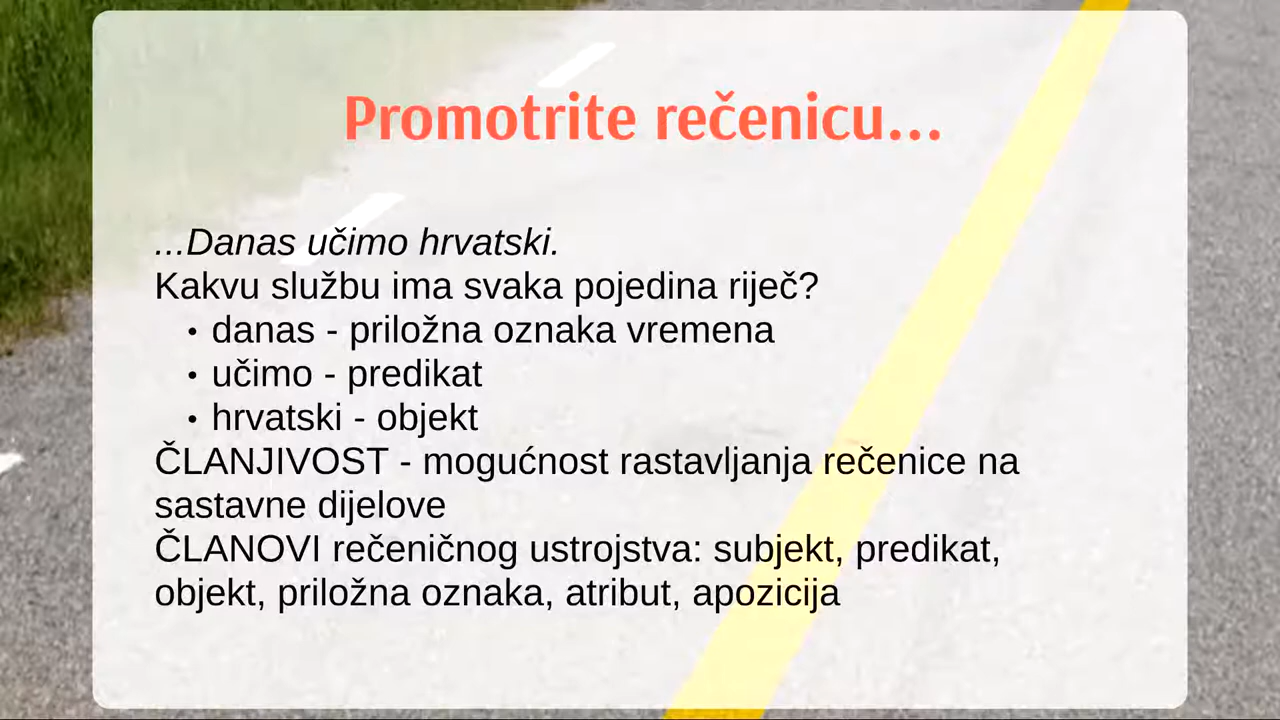 Promotrite rečenicu...
...Danas učimo hrvatski.
Kakvu službu ima svaka pojedina riječ?
• danas - priložna oznaka vremena
• učimo - predikat
• hrvatski - objekt
ČLANJIVOST - mogućnost rastavljanja rečenice na
sastavne dijelove
ČLANOVI rečeničnog ustrojstva: subjekt, predikat,
objekt, priložna oznaka, atribut, apozicija